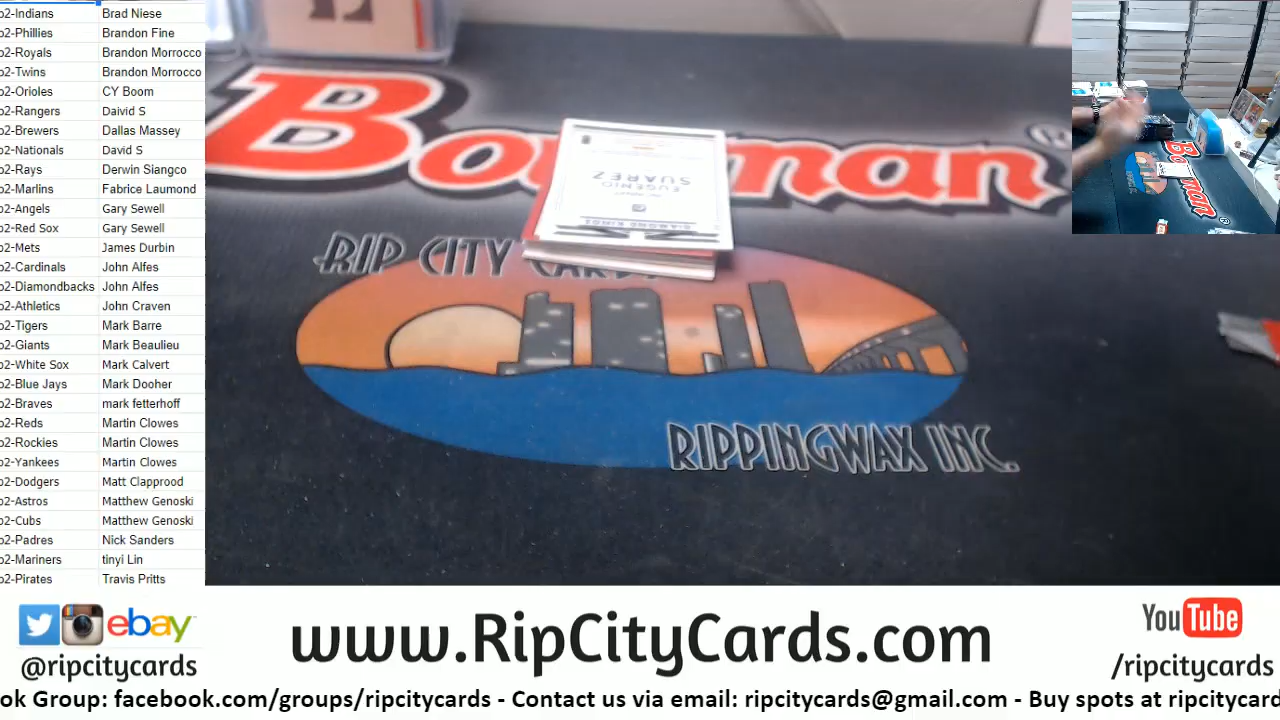 o2-Indians Brad Niese
o2-Phillies Brandon Fine
o2-Royals Brandon Morrocco
o2-Twins Brandon Morrocco
o2-Orioles CY Boom
o2-Rangers Daivid S
o2-Brewers Dallas Massey
o2-Nationals David S
o2-Rays Derwin Siangco
o2-Marlins Fabrice Laumond
o2-Angels Gary Sewell
o2-Red Sox Gary Sewell
o2-Mets James Durbin
o2-Cardinals John Alfes
o2-Diamondbacks John Alfes
o2-Athletics John Craven
o2-Tigers Mark Barre
o2-Giants Mark Beaulieu
o2-White Sox Mark Calvert
o2-Blue Jays Mark Dooher
o2-Braves mark fetterhoff
o2-Reds Martin Clowes
o2-Rockies Martin Clowes
o2-Yankees Martin Clowes
o2-Dodgers Matt Clapprood
o2-Astros Matthew Genoski
o2-Cubs Matthew Genoski
o2-Padres Nick Sanders
o2-Mariners tinyi Lin
o2-Pirates Travis Pritts
Bowman ®
EUGENIO
SUAREZ
DIAMOND KINGS
RIP CITY CARDS
RIPPINGWAX INC.
Bowman
ebay
@ripcitycards
www.RipCityCards.com
YouTube
/ripcitycards
ok Group: facebook.com/groups/ripcitycards - Contact us via email: ripcitycards@gmail.com - Buy spots at ripcitycard